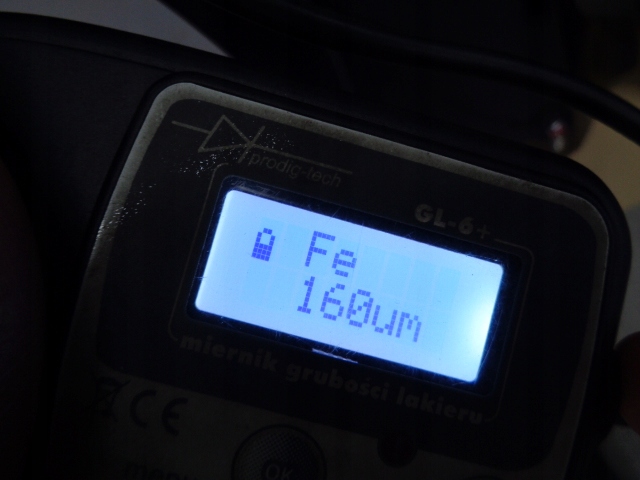 prodig-tech
GL-6+
Fe
160um
miernik grubości lakieru
CE
OK